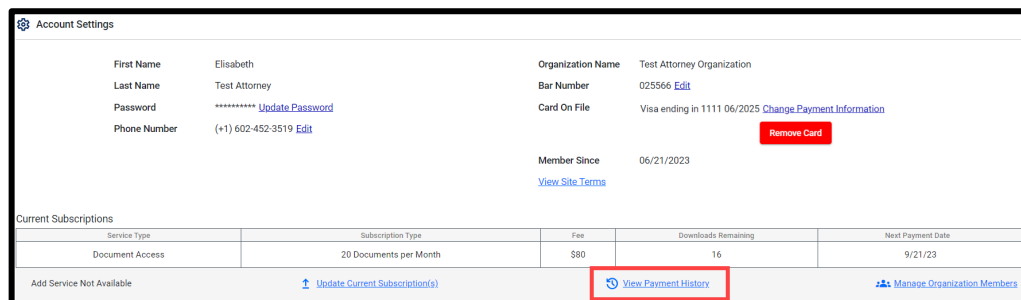 Account Settings
First Name Elisabeth Organization Name Test Attorney Organization
Last Name Test Attorney Bar Number 025566 Edit
Password ********** Update Password Card On File Visa ending in 1111 06/2025 Change Payment Information
Phone Number (+1) 602-452-3519 Edit Remove Card
Member Since 06/21/2023
View Site Terms
Current Subscriptions
Service Type Subscription Type Fee Downloads Remaining Next Payment Date
Document Access 20 Documents per Month $80 16 9/21/23
Add Service Not Available Update Current Subscription(s) View Payment History Manage Organization Members